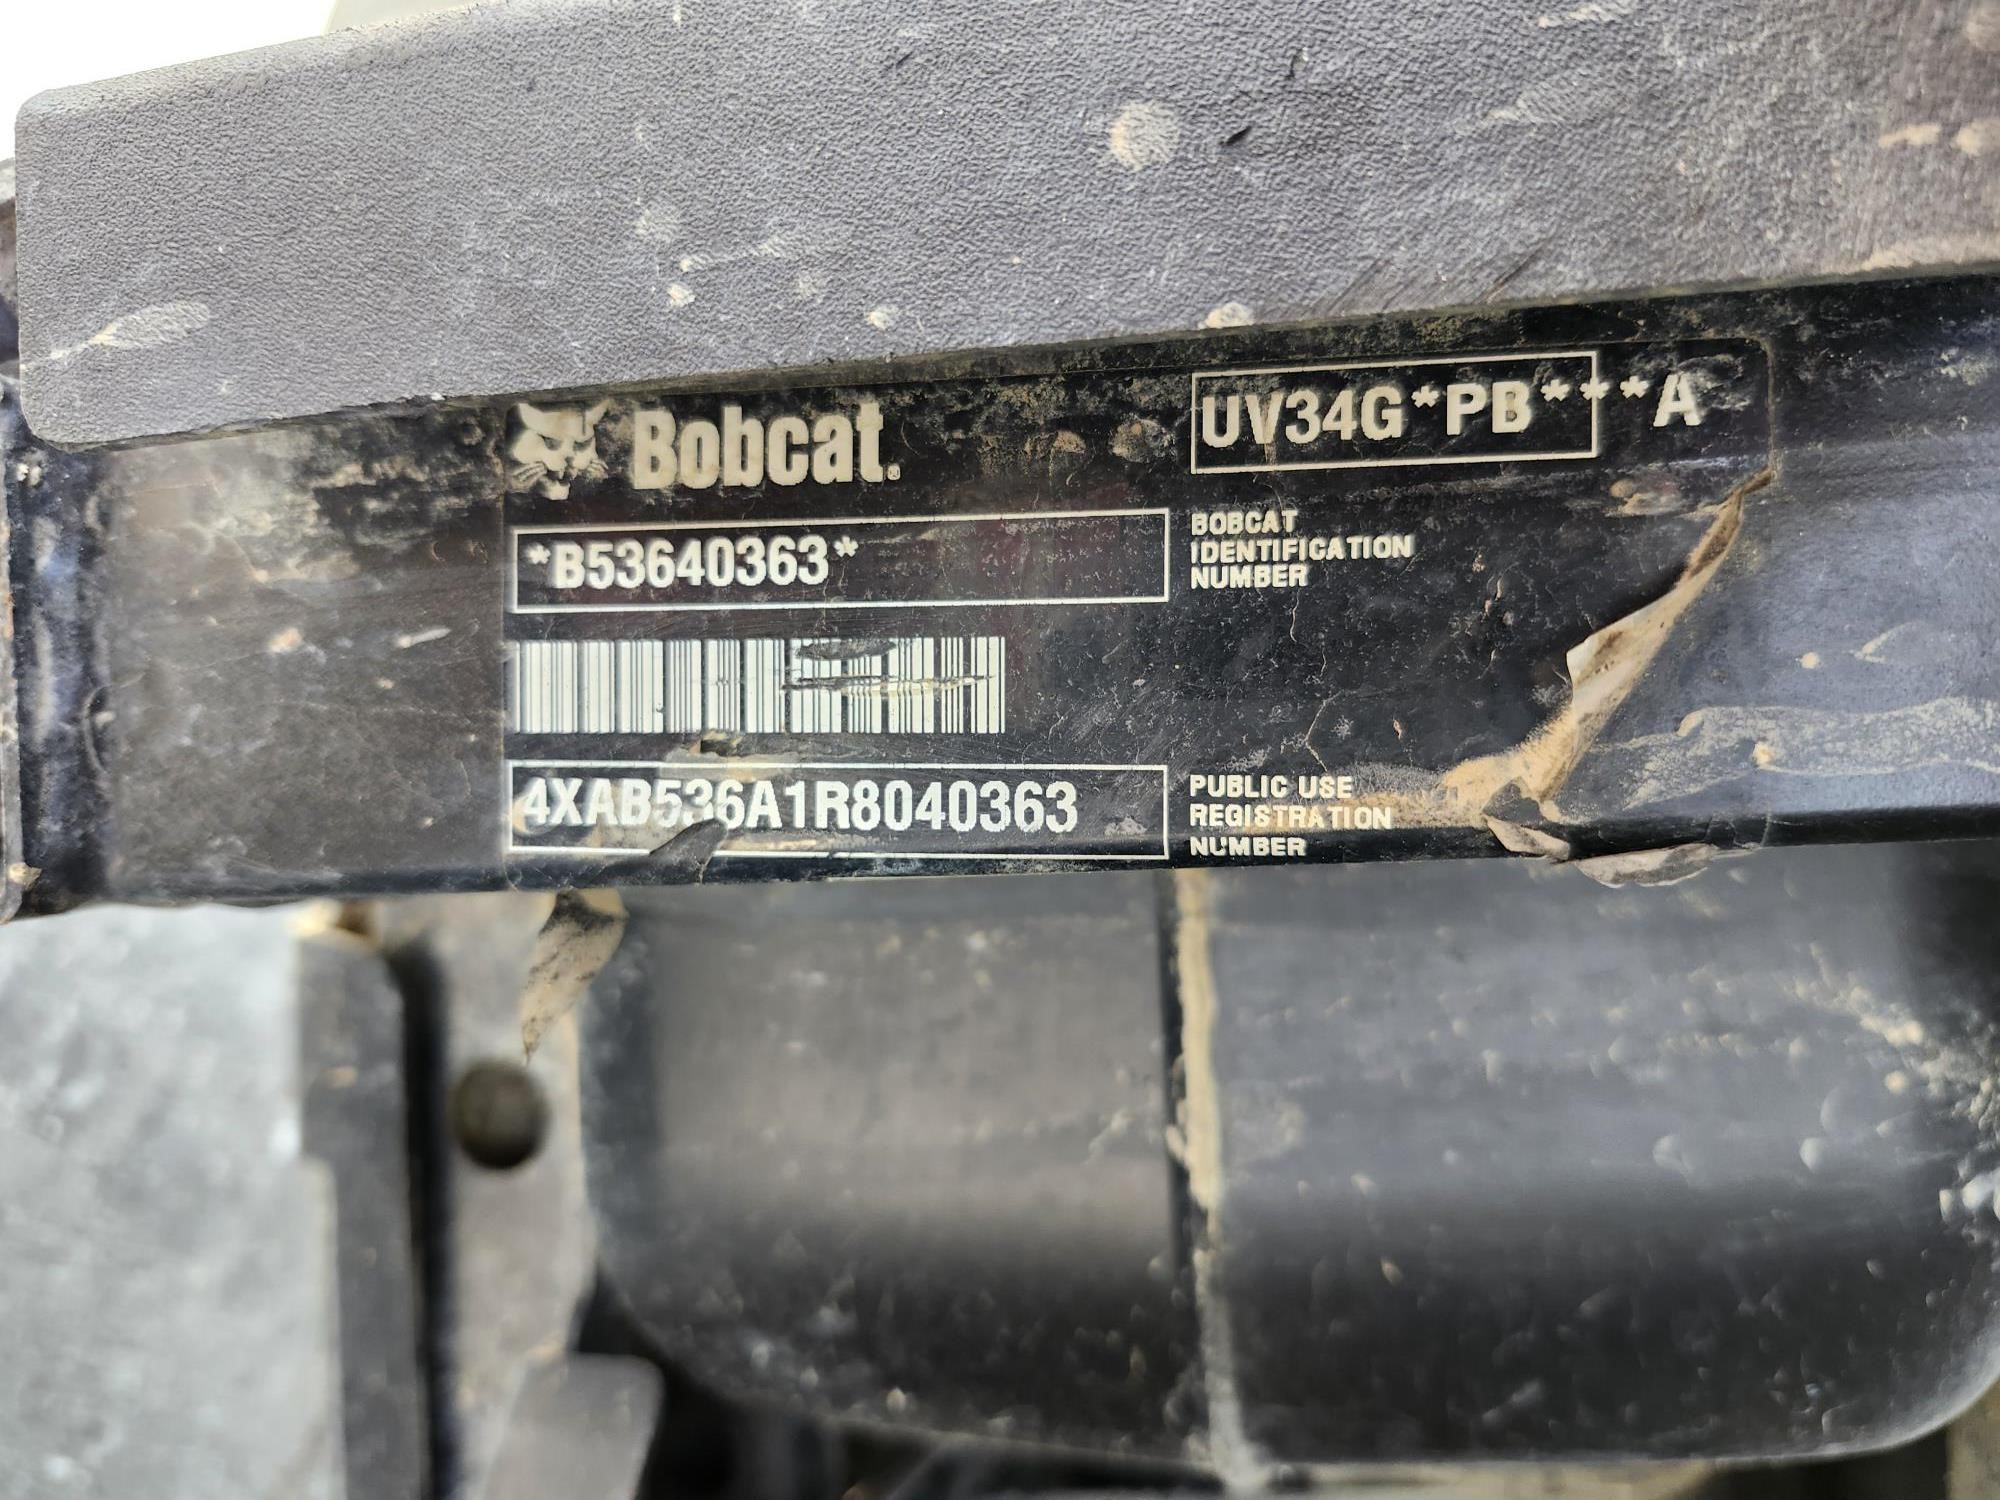 Bobcat.
UV34G*PB****A
*B53640363*
BOBCAT
IDENTIFICATION
NUMBER
4XAB536A1R8040363
PUBLIC USE
REGISTRATION
NUMBER